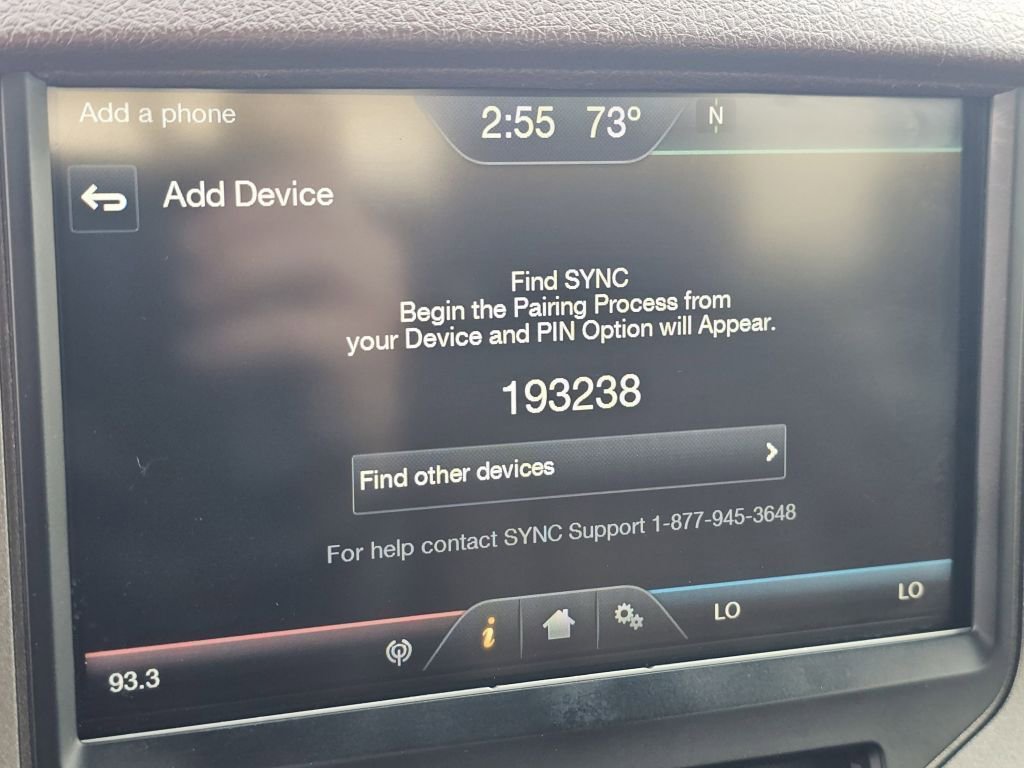 Add a phone
2:55 73° N
Add Device
Find SYNC
Begin the Pairing Process from
your Device and PIN Option will Appear.
193238
Find other devices
For help contact SYNC Support 1-877-945-3648
93.3
i
LO LO